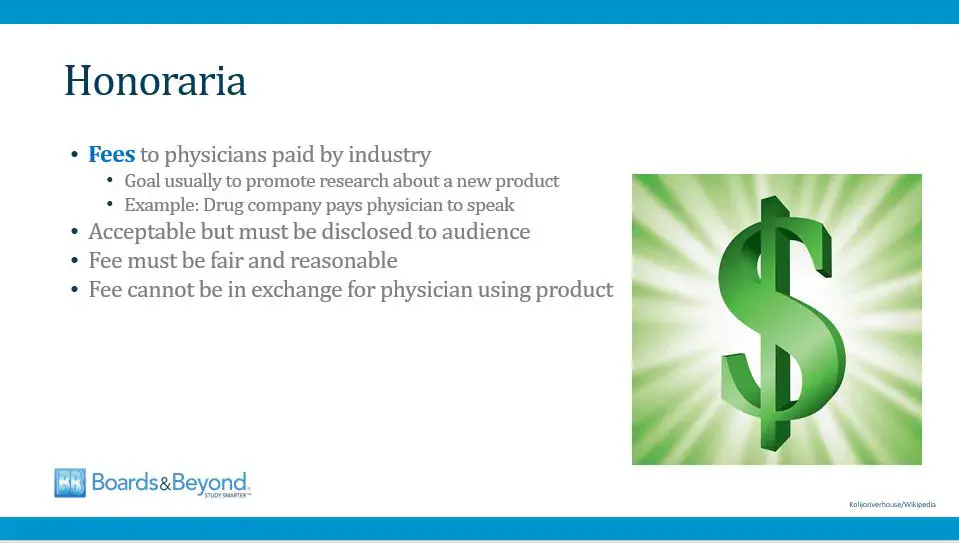 Honoraria
• Fees to physicians paid by industry
• Goal usually to promote research about a new product
• Example: Drug company pays physician to speak
• Acceptable but must be disclosed to audience
• Fee must be fair and reasonable
• Fee cannot be in exchange for physician using product
BB Boards&Beyond.
STUDY SMARTER™
Kolijoriverhouse/Wikipedia